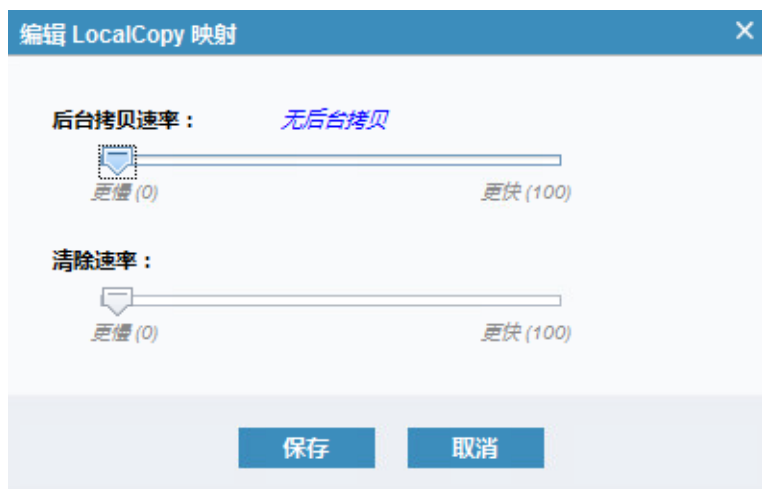 编辑 LocalCopy 映射
后台拷贝速率： 无后台拷贝
更慢 (0) 更快 (100)
清除速率：
更慢 (0) 更快 (100)
保存 取消